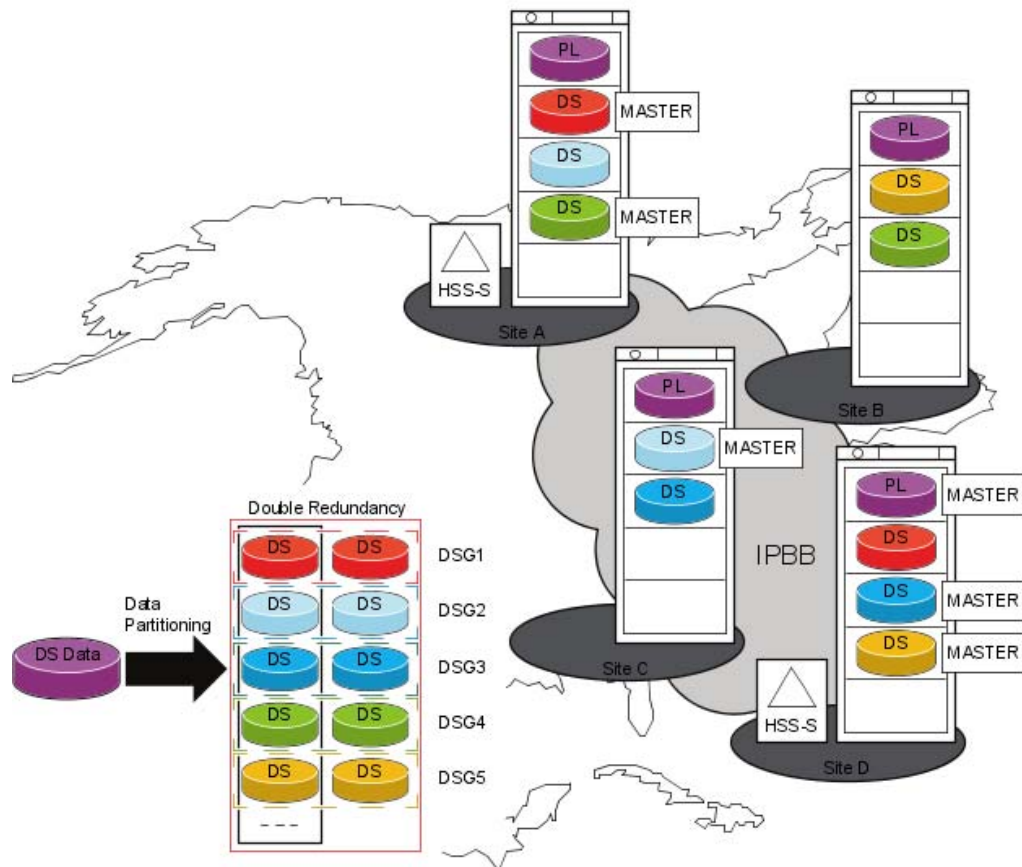 PL
DS
MASTER
DS
DS
MASTER
HSS-S
Site A
PL
DS
DS
Site B
PL
DS
MASTER
DS
Site C
IPBB
PL
MASTER
DS
DS
MASTER
DS
MASTER
HSS-S
Site D
Double Redundancy
DS DS DSG1
DS DS DSG2
DS DS DSG3
DS DS DSG4
DS DS DSG5
---
Data
Partitioning
DS Data